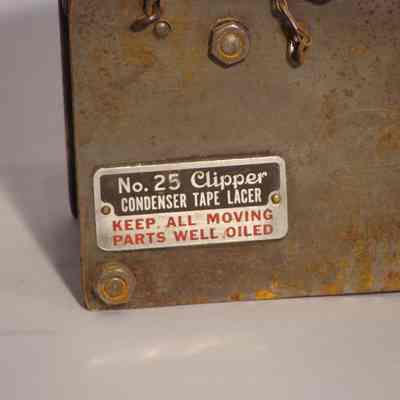 No. 25 Clipper
CONDENSER TAPE LACER
KEEP ALL MOVING
PARTS WELL OILED